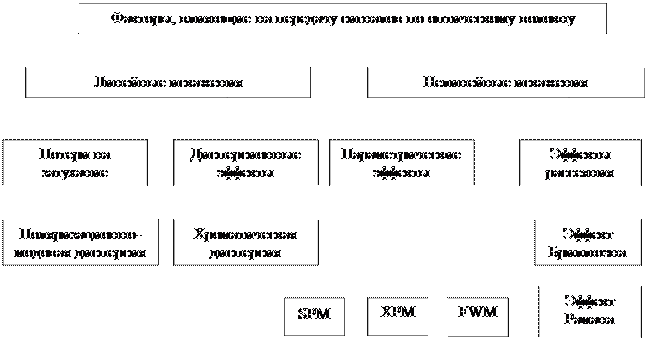 Факторы, влияющие на передачу сигналов по оптическому волокну
Линейные искажения
Нелинейные искажения
Потери на
затухание
Дисперсионные
эффекты
Параметрические
эффекты
Эффекты
рассеяния
Поляризационно-
модовая дисперсия
Хроматическая
дисперсия
Эффект
Бриллюэна
SPM
XPM
FWM
Эффект
Рамана